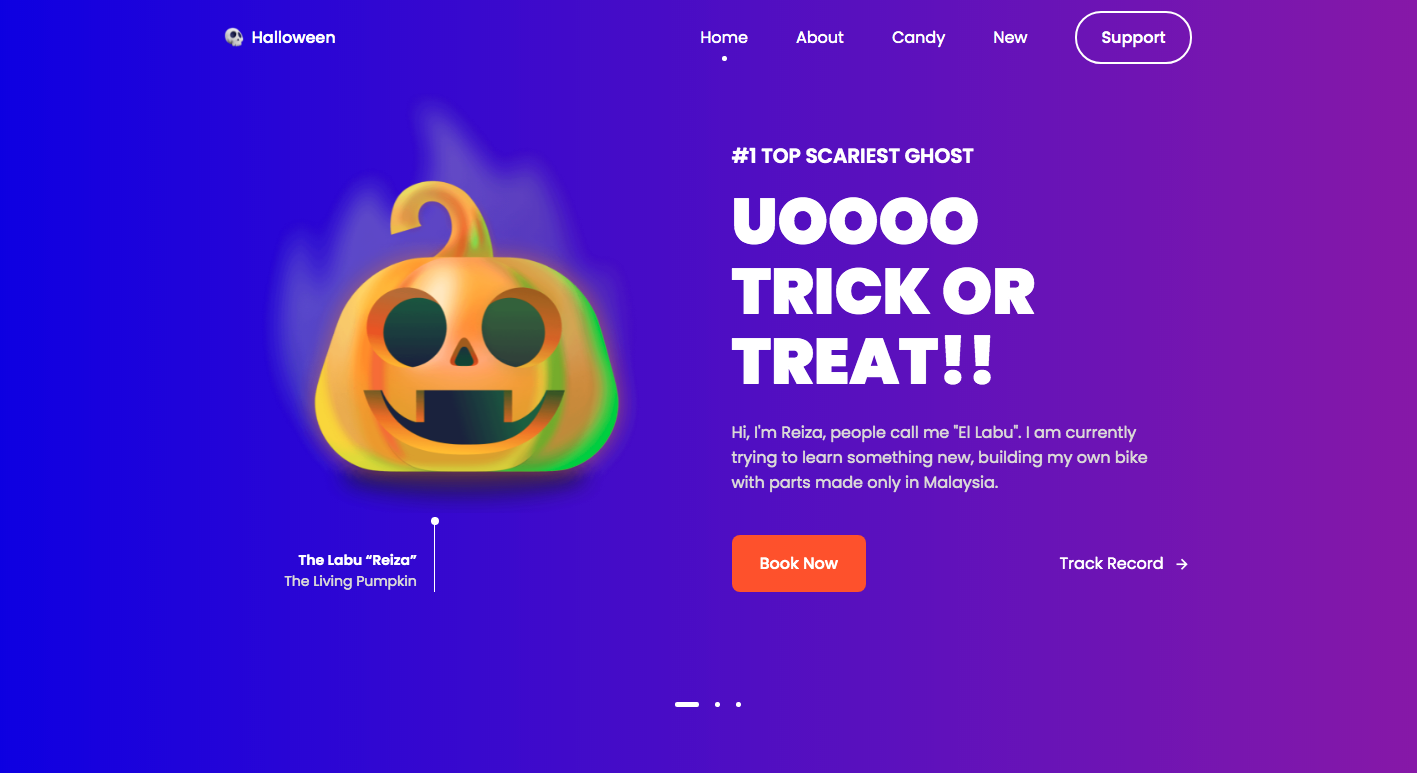 Halloween
Home
About
Candy
New
Support
#1 TOP SCARIEST GHOST
UOOOO
TRICK OR
TREAT!!
Hi, I'm Reiza, people call me "El Labu". I am currently
trying to learn something new, building my own bike
with parts made only in Malaysia.
The Labu “Reiza”
The Living Pumpkin
Book Now
Track Record →